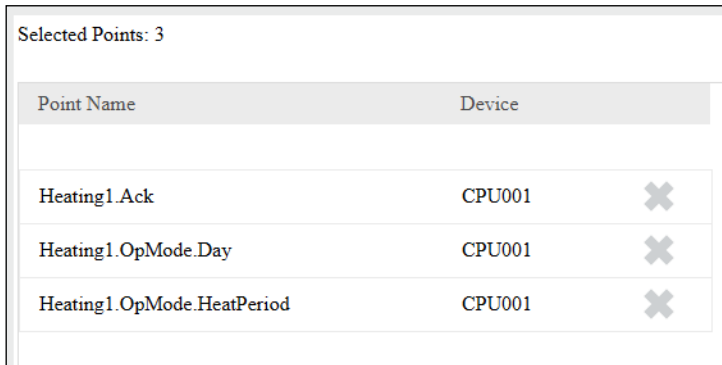 Selected Points: 3
Point Name Device
Heating1.Ack CPU001
Heating1.OpMode.Day CPU001
Heating1.OpMode.HeatPeriod CPU001